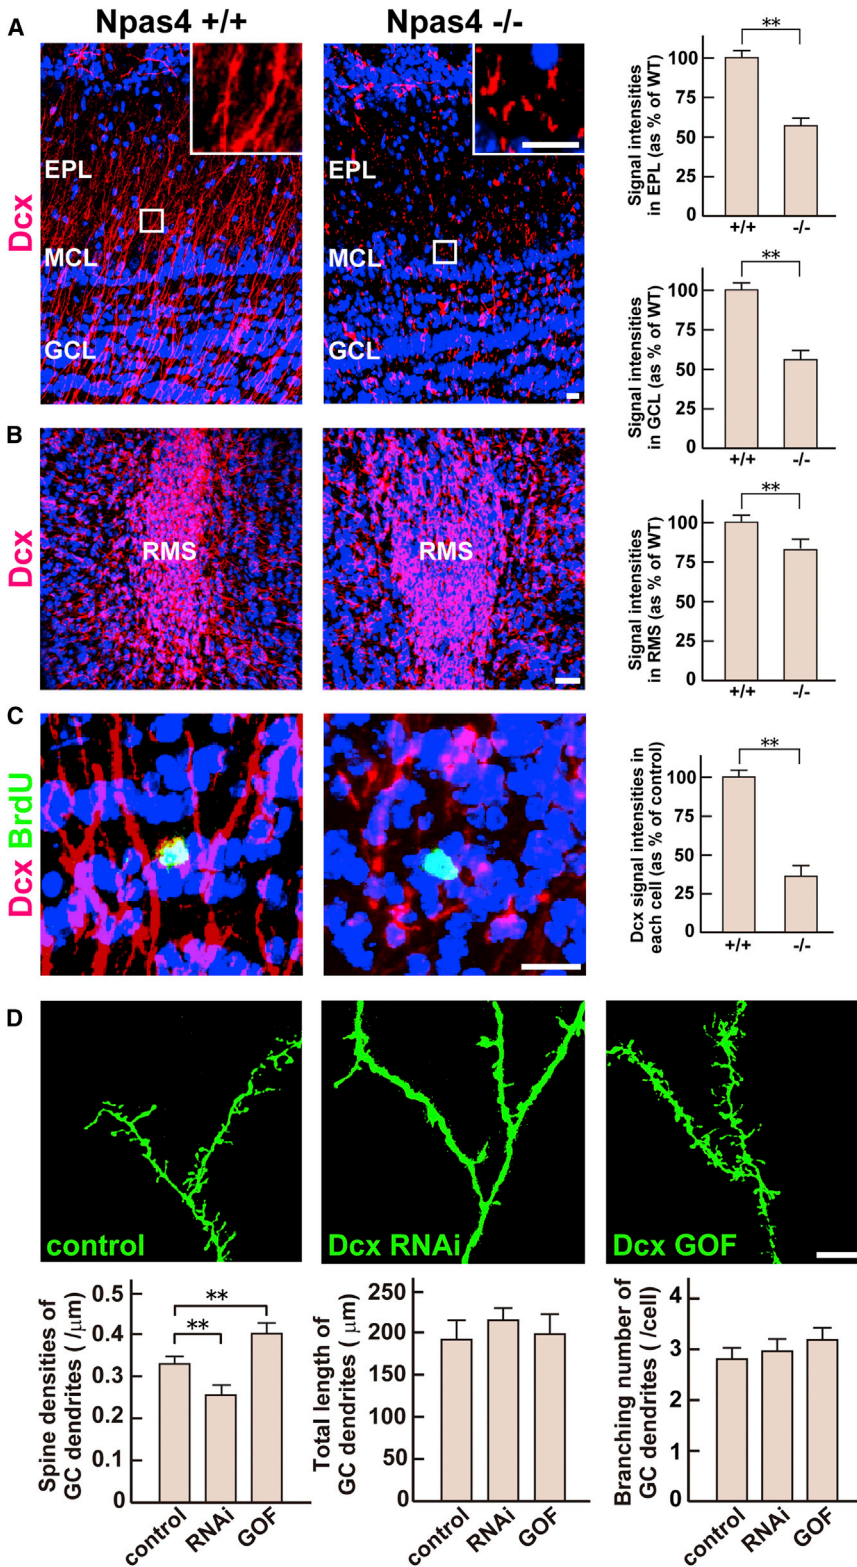 A
Npas4 +/+
Npas4 -/-
Dcx
EPL
MCL
GCL
Signal intensities
in EPL (as % of WT)
100
75
50
25
0
**
+/+
-/-
Signal intensities
in GCL (as % of WT)
100
75
50
25
0
**
+/+
-/-
B
Dcx
RMS
RMS
Signal intensities
in RMS (as % of WT)
100
75
50
25
0
**
+/+
-/-
C
Dcx BrdU
Dcx signal intensities in
each cell (as % of control)
100
75
50
25
0
**
+/+
-/-
D
control
Dcx RNAi
Dcx GOF
Spine densities of
GC dendrites ( /μm)
0.5
0.4
0.3
0.2
0.1
0
**
**
control
RNAi
GOF
Total length of
GC dendrites ( μm)
250
200
150
100
50
0
control
RNAi
GOF
Branching number of
GC dendrites ( /cell)
4
3
2
1
0
control
RNAi
GOF